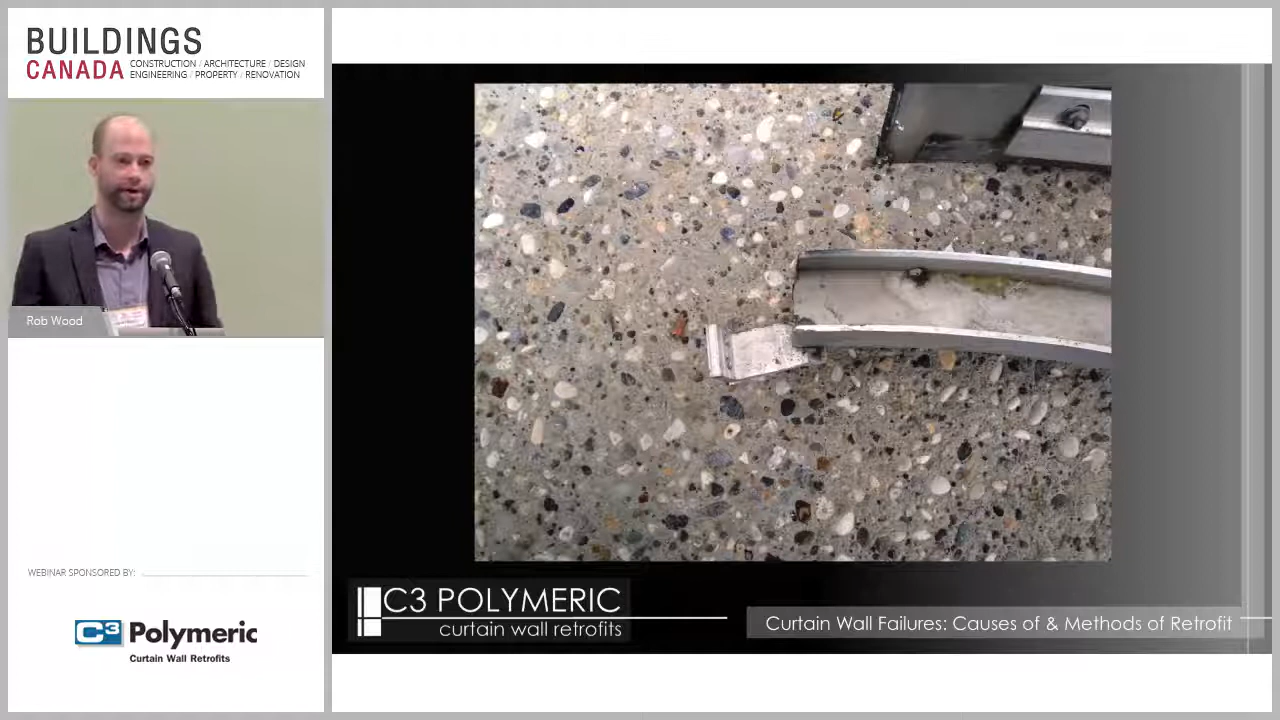 BUILDINGS
CANADA
CONSTRUCTION / ARCHITECTURE / DESIGN
ENGINEERING / PROPERTY / RENOVATION
Rob Wood
WEBINAR SPONSORED BY:
C3 Polymeric
Curtain Wall Retrofits
C3 POLYMERIC
curtain wall retrofits
Curtain Wall Failures: Causes of & Methods of Retrofit